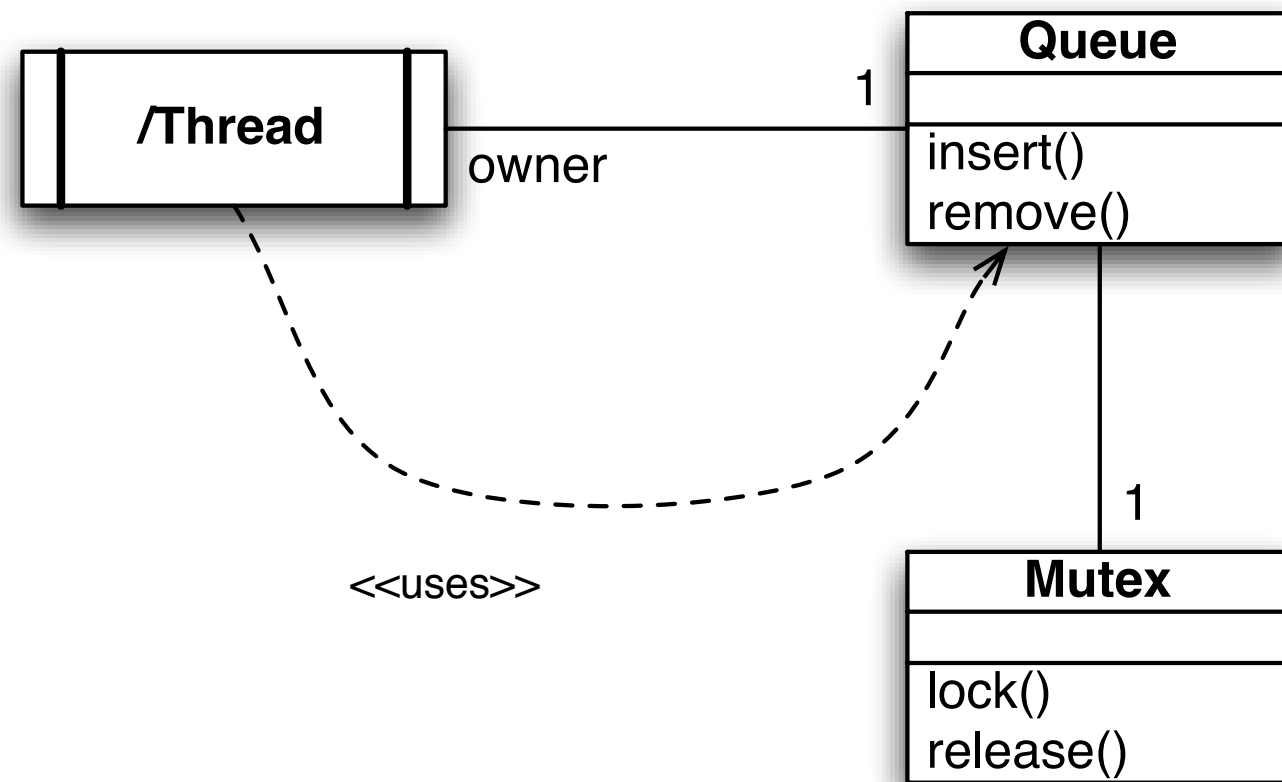 Queue
1
/Thread
insert()
owner
remove()
1
<<uses>>
Mutex
lock()
release()